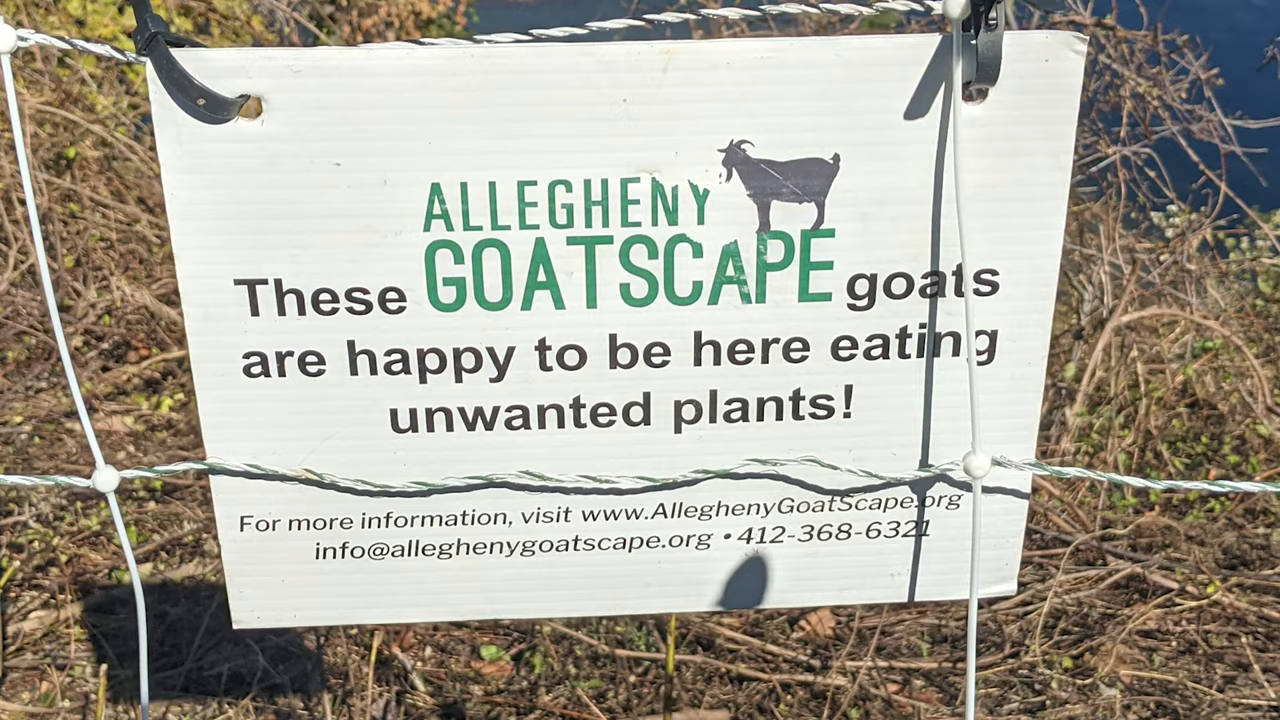 ALLEGHENY
These GOATSCAPE goats
are happy to be here eating
unwanted plants!
For more information, visit www.AlleghenyGoatScape.org
info@alleghenygoatscape.org • 412-368-6321